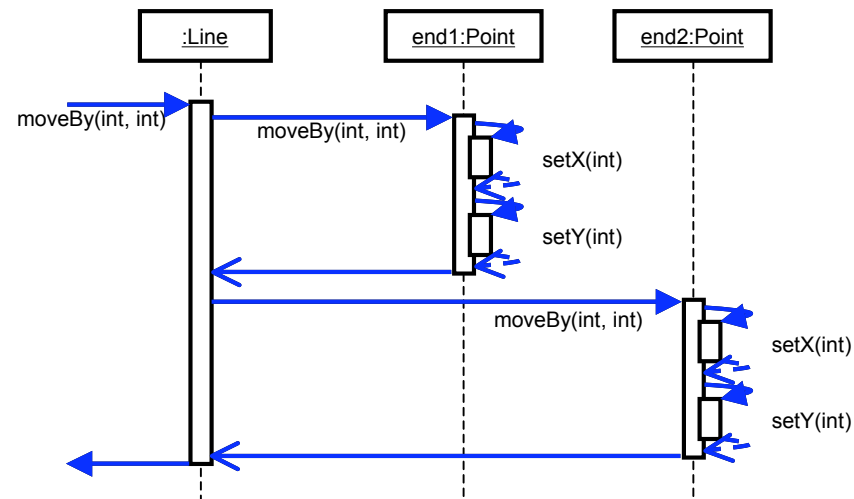 :Line
end1:Point
end2:Point
moveBy(int, int)
moveBy(int, int)
setX(int)
setY(int)
moveBy(int, int)
setX(int)
setY(int)